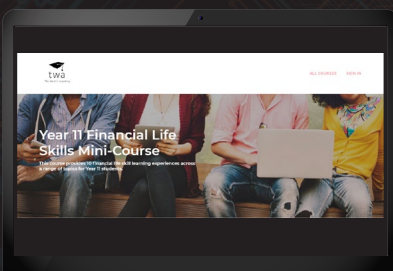 twa
ALL COURSES SIGN IN
Year 11 Financial Life
Skills Mini-Course
This course provides 10 financial life skill learning experiences across
a range of topics for Year 11 students.